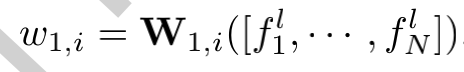 $w_{1,i} = \mathbf{W}_{1,i}([f_1^l, \cdots, f_N^l])$.